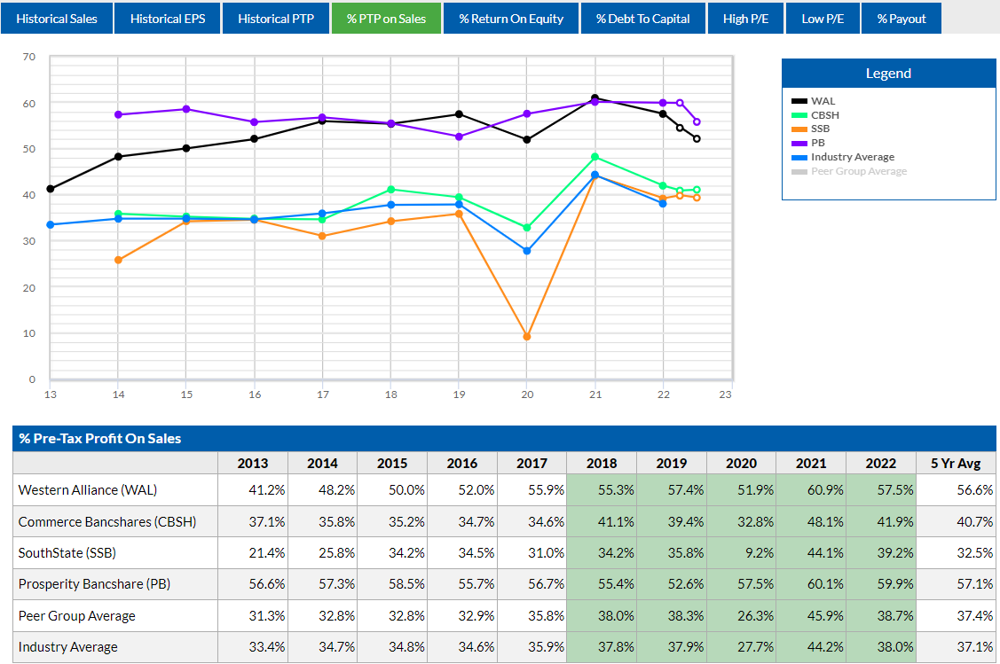 Historical Sales Historical EPS Historical PTP % PTP on Sales % Return On Equity % Debt To Capital High P/E Low P/E % Payout
70
60
50
40
30
20
10
0
13 14 15 16 17 18 19 20 21 22 23
Legend
WAL
CBSH
SSB
PB
Industry Average
Peer Group Average
% Pre-Tax Profit On Sales
2013 2014 2015 2016 2017 2018 2019 2020 2021 2022 5 Yr Avg
Western Alliance (WAL) 41.2% 48.2% 50.0% 52.0% 55.9% 55.3% 57.4% 51.9% 60.9% 57.5% 56.6%
Commerce Bancshares (CBSH) 37.1% 35.8% 35.2% 34.7% 34.6% 41.1% 39.4% 32.8% 48.1% 41.9% 40.7%
SouthState (SSB) 21.4% 25.8% 34.2% 34.5% 31.0% 34.2% 35.8% 9.2% 44.1% 39.2% 32.5%
Prosperity Bancshare (PB) 56.6% 57.3% 58.5% 55.7% 56.7% 55.4% 52.6% 57.5% 60.1% 59.9% 57.1%
Peer Group Average 31.3% 32.8% 32.8% 32.9% 35.8% 38.0% 38.3% 26.3% 45.9% 38.7% 37.4%
Industry Average 33.4% 34.7% 34.8% 34.6% 35.9% 37.8% 37.9% 27.7% 44.2% 38.0% 37.1%